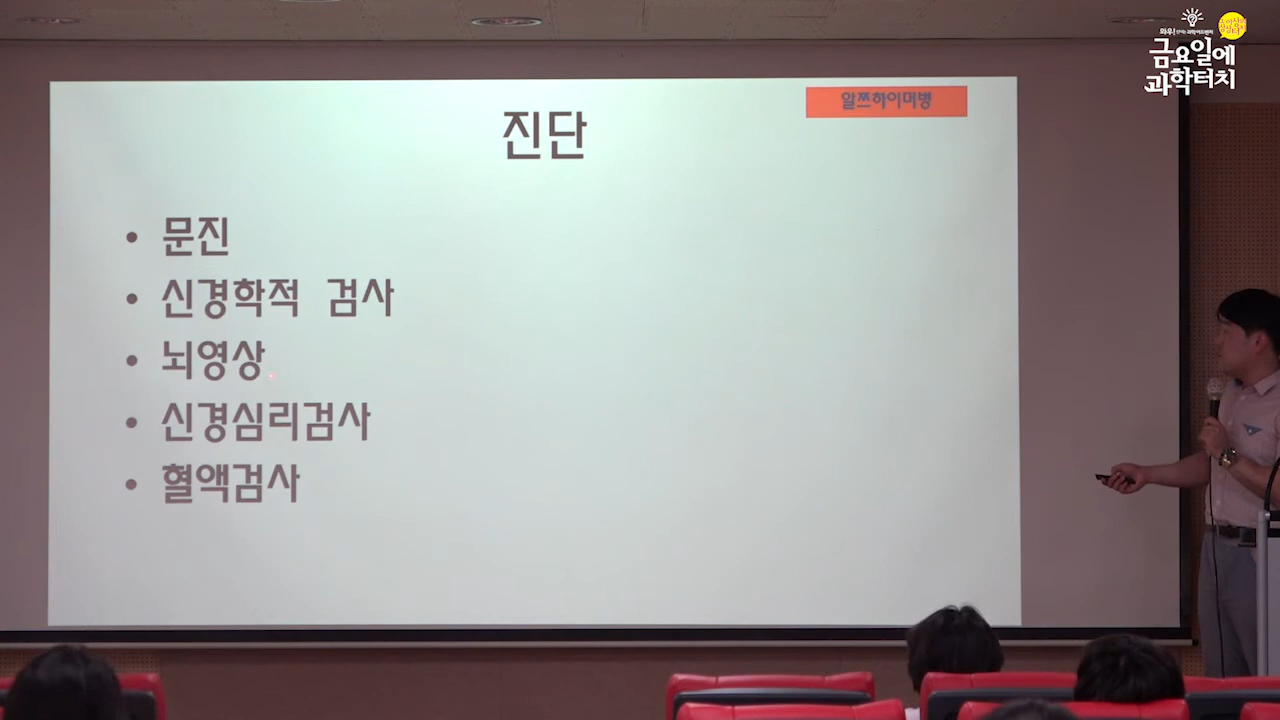 금요일에
과학터치
알쯔하이머병
진단
• 문진
• 신경학적 검사
• 뇌영상
• 신경심리검사
• 혈액검사